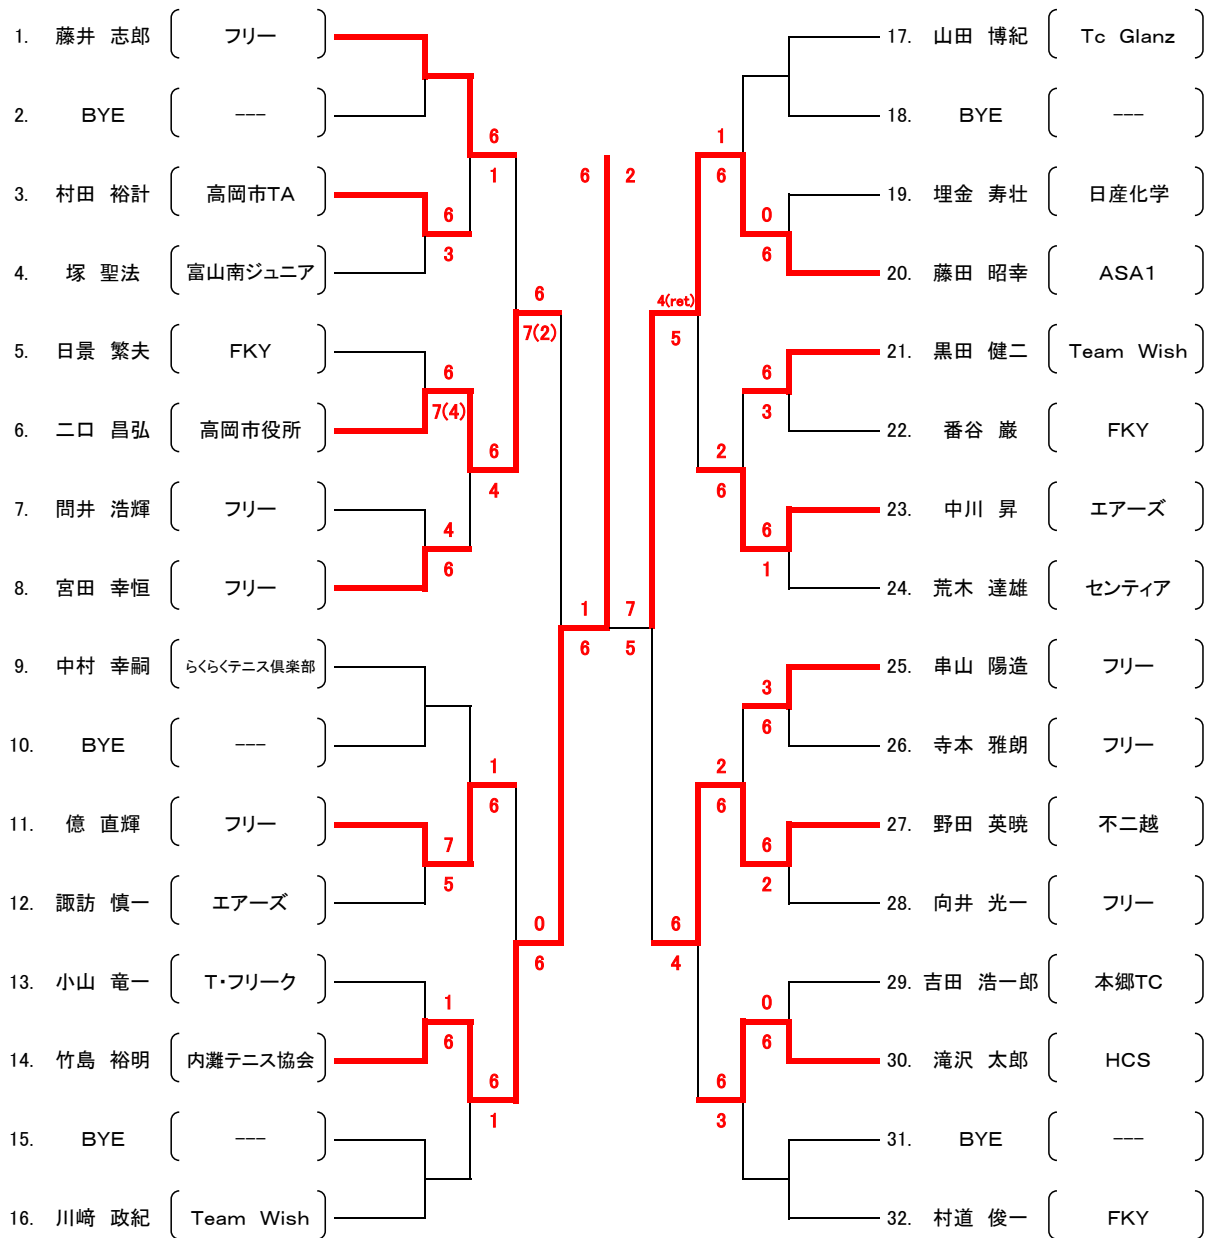 1. 藤井 志郎 フリー
2. BYE ---
3. 村田 裕計 高岡市TA
4. 塚 聖法 富山南ジュニア
5. 日景 繁夫 FKY
6. 二口 昌弘 高岡市役所
7. 問井 浩輝 フリー
8. 宮田 幸恒 フリー
9. 中村 幸嗣 らくらくテニス倶楽部
10. BYE ---
11. 億 直輝 フリー
12. 諏訪 慎一 エアーズ
13. 小山 竜一 T・フリーク
14. 竹島 裕明 内灘テニス協会
15. BYE ---
16. 川﨑 政紀 Team Wish
6
1
6
3
6
7(2)
6
7(4)
6
4
4
6
1
6
1
6
7
5
0
6
1
6
6
1
6 2
7
5
1
6
0
6
4(ret)
5
6
3
2
6
6
1
3
6
2
6
6
2
6
4
0
6
6
3
17. 山田 博紀 Tc Glanz
18. BYE ---
19. 埋金 寿壮 日産化学
20. 藤田 昭幸 ASA1
21. 黒田 健二 Team Wish
22. 番谷 巌 FKY
23. 中川 昇 エアーズ
24. 荒木 達雄 センティア
25. 串山 陽造 フリー
26. 寺本 雅朗 フリー
27. 野田 英暁 不二越
28. 向井 光一 フリー
29. 吉田 浩一郎 本郷TC
30. 滝沢 太郎 HCS
31. BYE ---
32. 村道 俊一 FKY